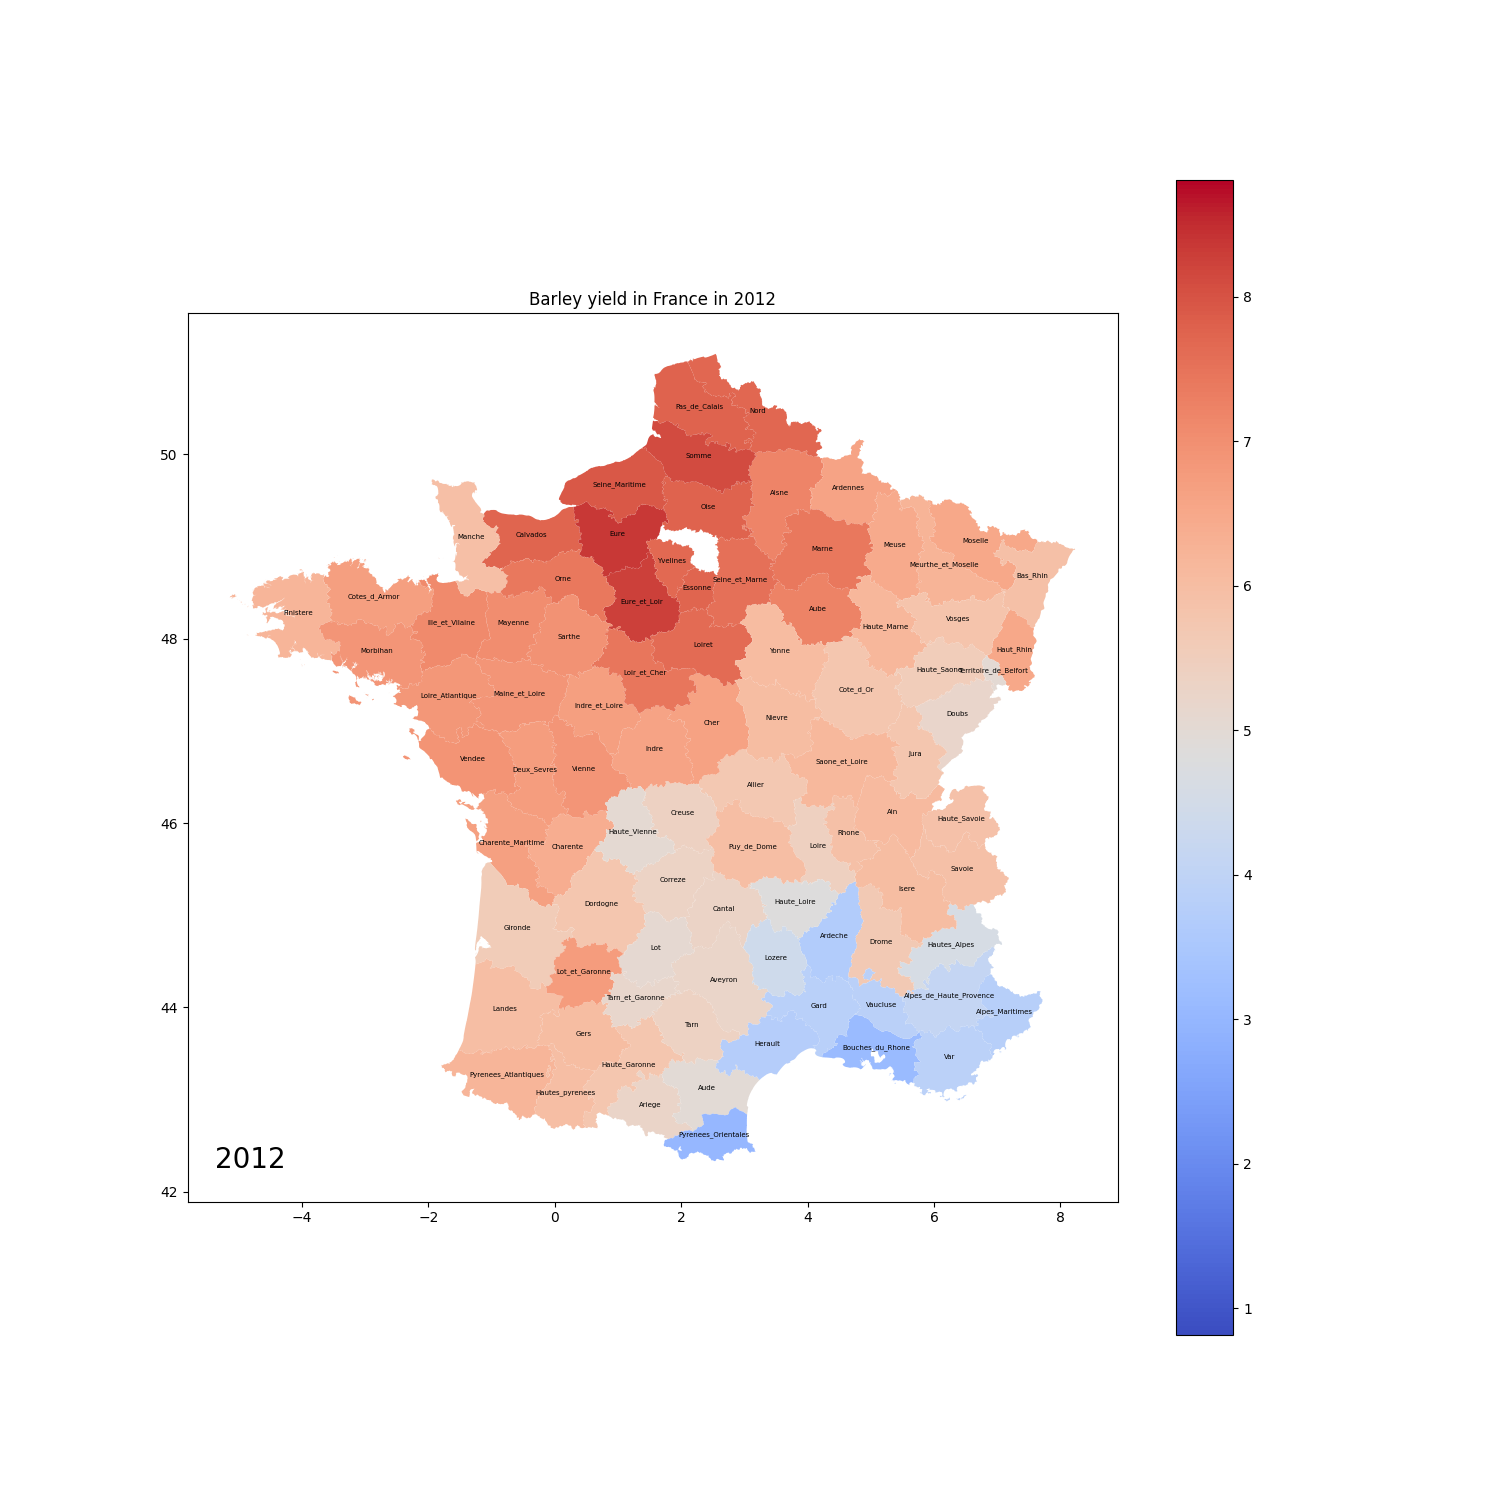 Barley yield in France in 2012
Pas_de_Calais
Nord
Somme
Seine_Maritime
Aisne
Ardennes
Oise
Eure
Calvados
Manche
Marne
Meuse
Moselle
Yvelines
Meurthe_et_Moselle
Bas_Rhin
Orne
Seine_et_Marne
Essonne
Eure_et_Loir
Cotes_d_Armor
Finistere
Aube
Ille_et_Vilaine
Mayenne
Vosges
Haute_Marne
Sarthe
Loiret
Morbihan
Yonne
Haut_Rhin
Loir_et_Cher
Haute_Saone
Territoire_de_Belfort
Loire_Atlantique
Maine_et_Loire
Cote_d_Or
Indre_et_Loire
Doubs
Nievre
Cher
Indre
Jura
Vendee
Saone_et_Loire
Deux_Sevres
Vienne
Allier
Creuse
Ain
Haute_Savoie
Haute_Vienne
Rhone
Charente_Maritime
Charente
Puy_de_Dome
Loire
Savoie
Correze
Isere
Dordogne
Haute_Loire
Cantal
Gironde
Ardeche
Drome
Hautes_Alpes
Lot
Lozere
Lot_et_Garonne
Aveyron
Tarn_et_Garonne
Alpes_de_Haute_Provence
Landes
Gard
Vaucluse
Alpes_Maritimes
Tarn
Gers
Herault
Bouches_du_Rhone
Var
Haute_Garonne
Pyrenees_Atlantiques
Aude
Hautes_pyrenees
Ariege
Pyrenees_Orientales
2012
50
48
46
44
42
−4
−2
0
2
4
6
8
8
7
6
5
4
3
2
1